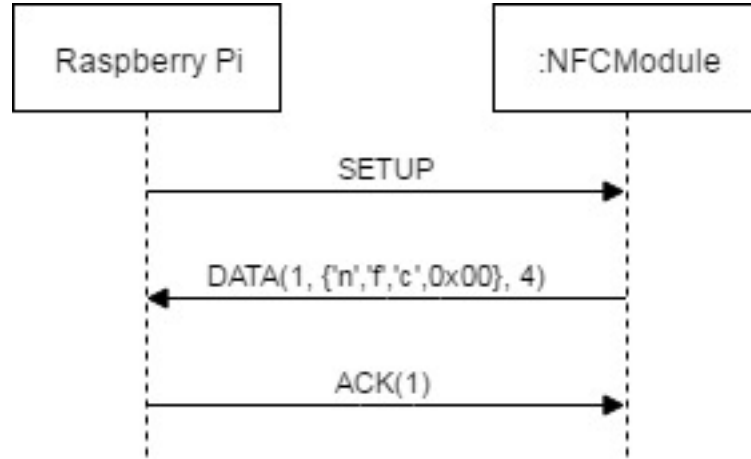 Raspberry Pi
:NFCModule
SETUP
DATA(1, {'n','f','c',0x00}, 4)
ACK(1)